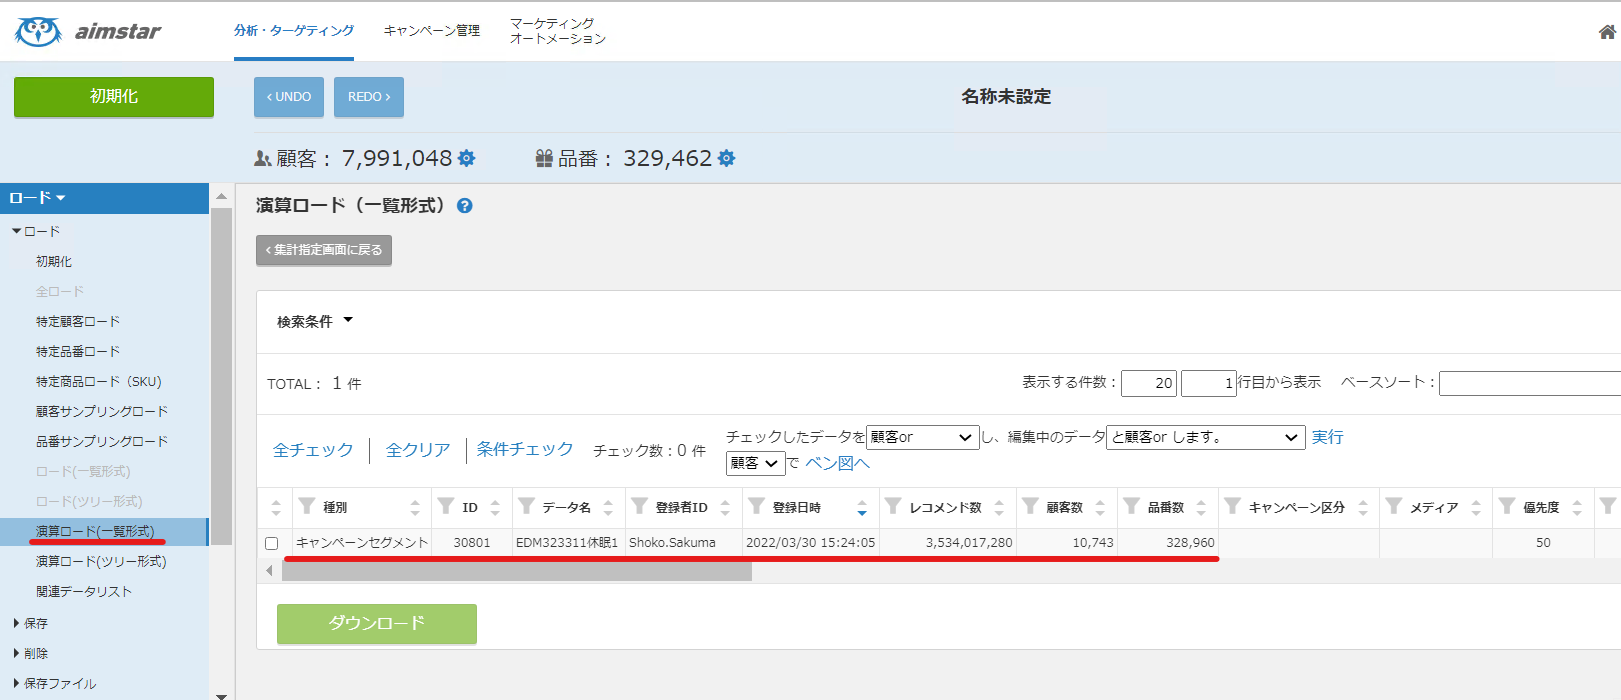 aimstar
分析・ターゲティング
キャンペーン管理
マーケティング
オートメーション
初期化
‹ UNDO
REDO ›
名称未設定
顧客： 7,991,048
品番： 329,462
ロード
ロード
初期化
全ロード
特定顧客ロード
特定品番ロード
特定商品ロード（SKU)
顧客サンプリングロード
品番サンプリングロード
ロード(一覧形式)
ロード(ツリー形式)
演算ロード(一覧形式)
演算ロード(ツリー形式)
関連データリスト
保存
削除
保存ファイル
演算ロード（一覧形式）
‹ 集計指定画面に戻る
検索条件
TOTAL： 1 件
表示する件数： 20 1 行目から表示 ベースソート：
全チェック 全クリア 条件チェック チェック数：0 件
チェックしたデータを 顧客or し、編集中のデータ と顧客or します。 実行
顧客 で ベン図へ
種別 ID データ名 登録者ID 登録日時 レコメンド数 顧客数 品番数 キャンペーン区分 メディア 優先度
キャンペーンセグメント 30801 EDM323311休眠1 Shoko.Sakuma 2022/03/30 15:24:05 3,534,017,280 10,743 328,960 50
ダウンロード